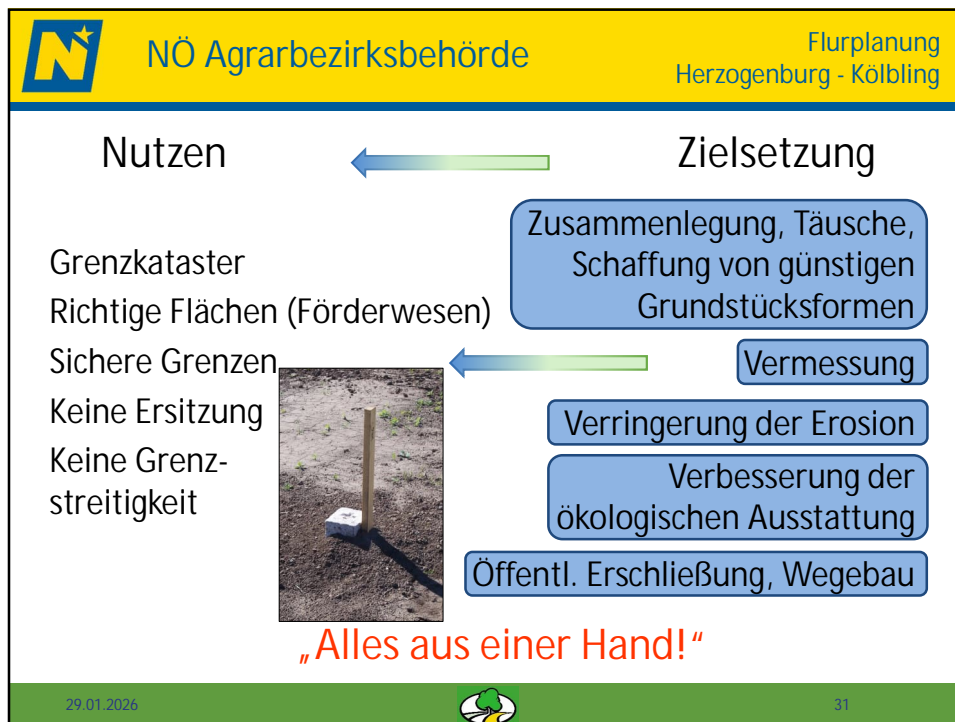 NÖ Agrarbezirksbehörde
Flurplanung
Herzogenburg - Kölbling
Nutzen
Zielsetzung
Grenzkataster
Richtige Flächen (Förderwesen)
Sichere Grenzen
Keine Ersitzung
Keine Grenz-
streitigkeit
Zusammenlegung, Täusche,
Schaffung von günstigen
Grundstücksformen
Vermessung
Verringerung der Erosion
Verbesserung der
ökologischen Ausstattung
Öffentl. Erschließung, Wegebau
„Alles aus einer Hand!“
29.01.2026
31